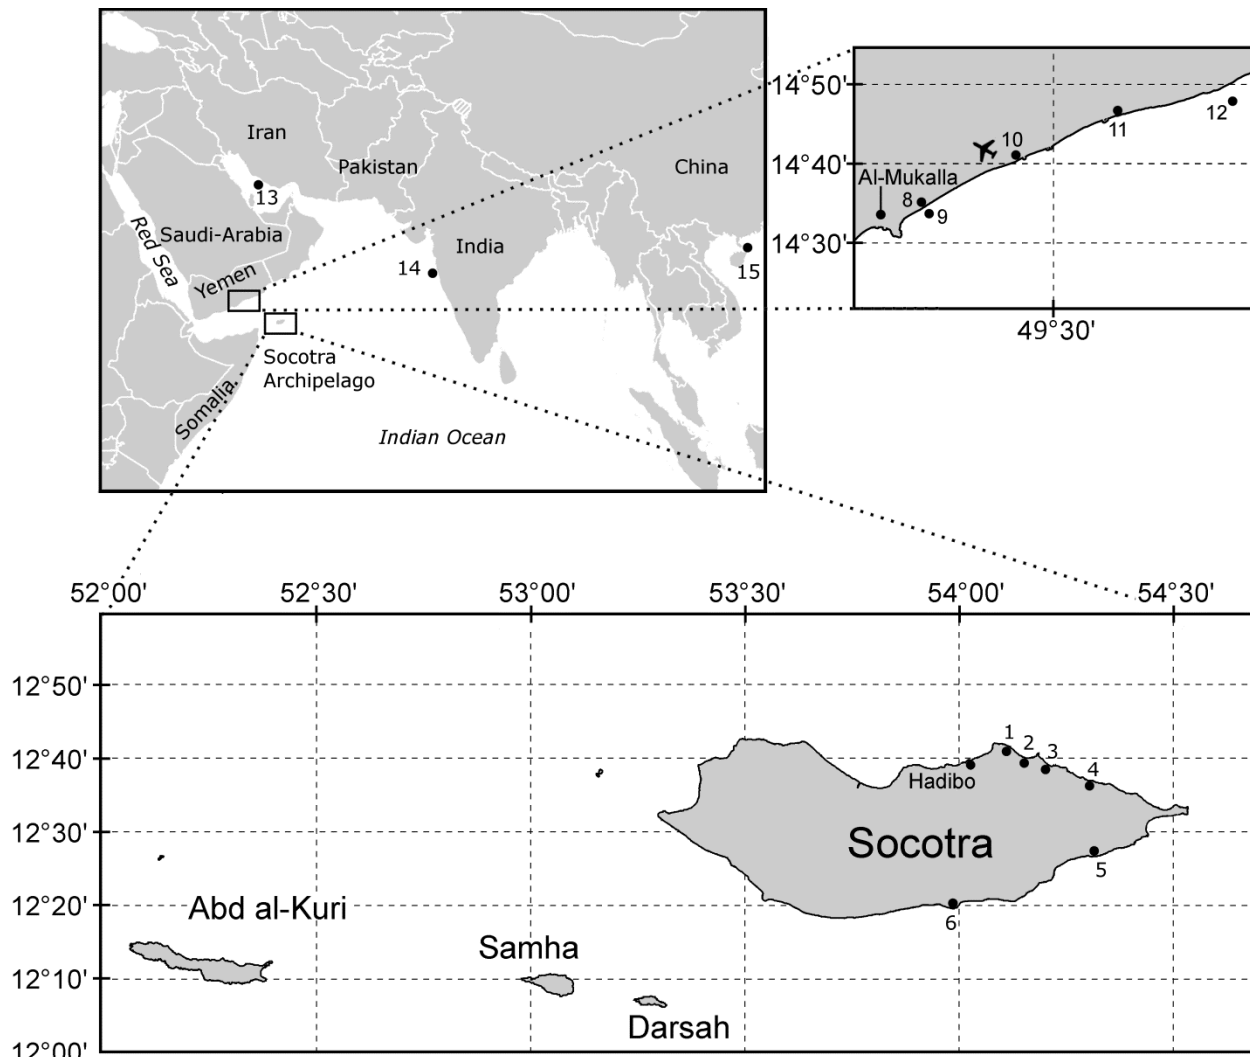 Iran
Pakistan
China
13
Red Sea
Saudi-Arabia
India
14
15
Yemen
Socotra
Archipelago
Somalia
Indian Ocean
14°50'
14°40'
14°30'
49°30'
Al-Mukalla
8
9
10
11
12
52°00'
52°30'
53°00'
53°30'
54°00'
54°30'
12°50'
12°40'
12°30'
12°20'
12°10'
12°00'
1
2
3
4
Hadibo
Socotra
5
6
Abd al-Kuri
Samha
Darsah